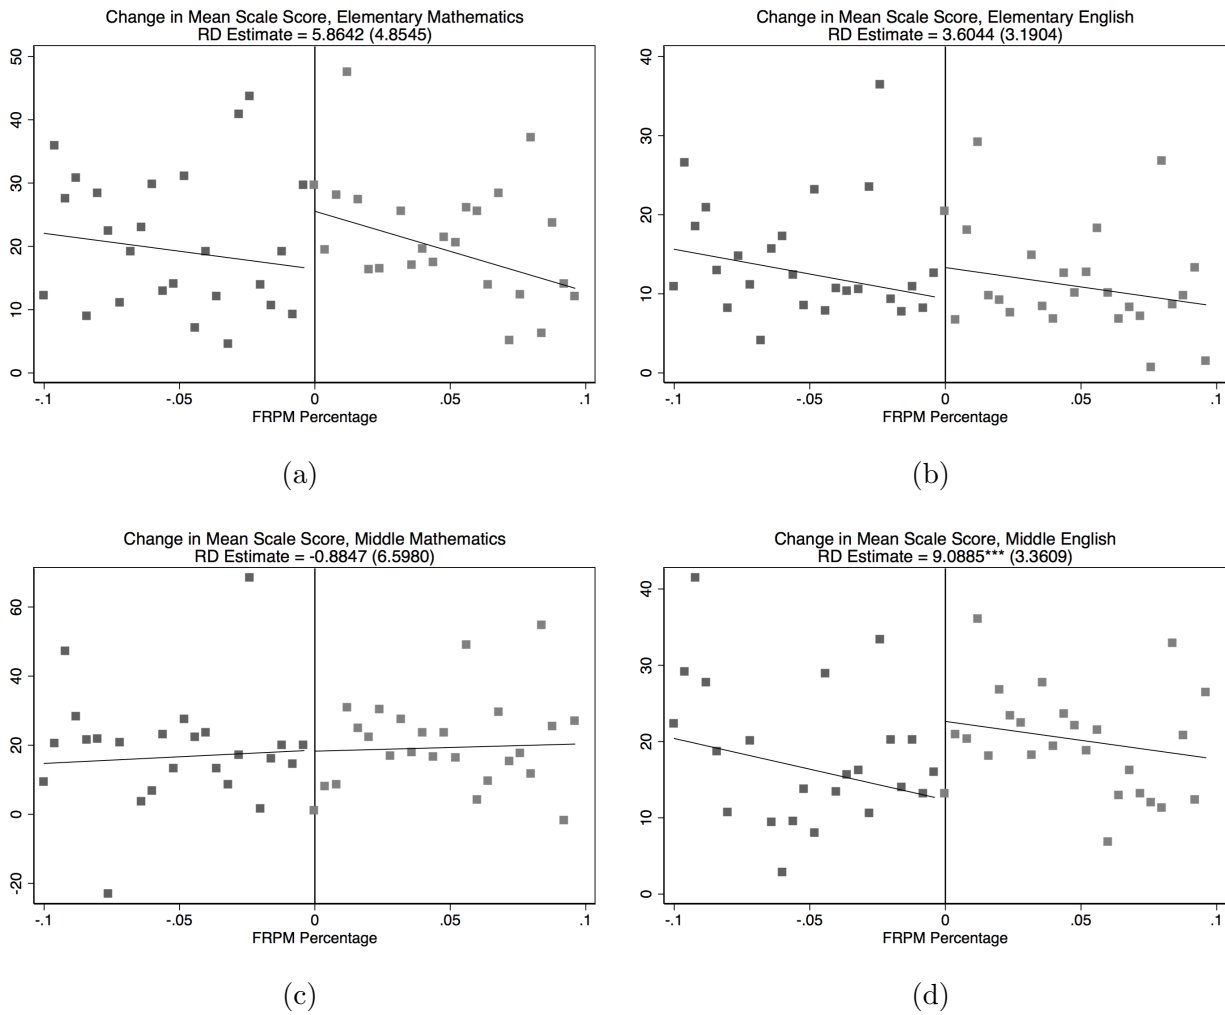 Change in Mean Scale Score, Elementary Mathematics
RD Estimate = 5.8642 (4.8545)
50
40
30
20
10
0
-.1
-.05
0
.05
.1
FRPM Percentage
(a)
Change in Mean Scale Score, Elementary English
RD Estimate = 3.6044 (3.1904)
40
30
20
10
0
-.1
-.05
0
.05
.1
FRPM Percentage
(b)
Change in Mean Scale Score, Middle Mathematics
RD Estimate = -0.8847 (6.5980)
60
40
20
0
-20
-.1
-.05
0
.05
.1
FRPM Percentage
(c)
Change in Mean Scale Score, Middle English
RD Estimate = 9.0885*** (3.3609)
40
30
20
10
0
-.1
-.05
0
.05
.1
FRPM Percentage
(d)